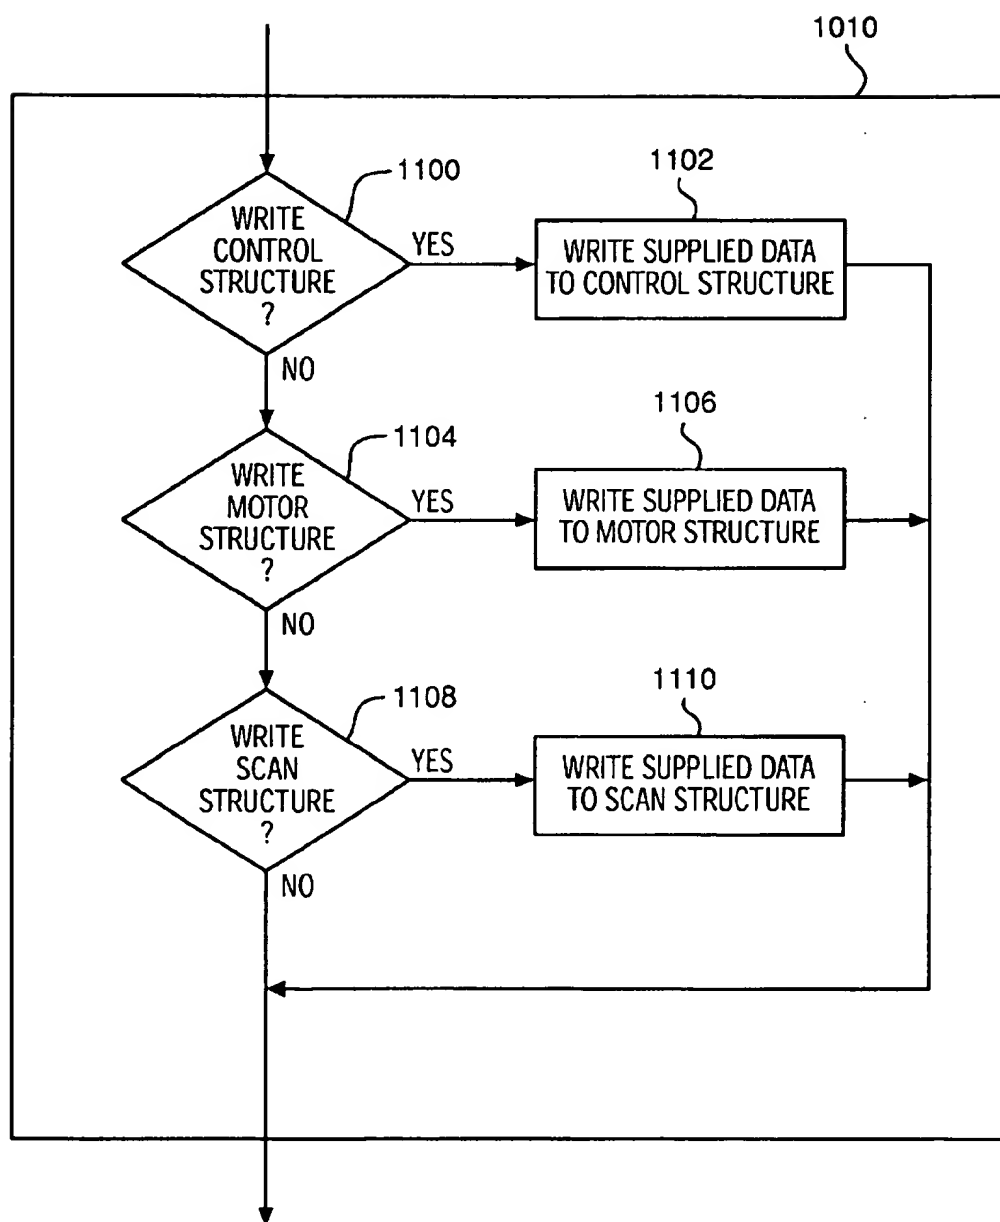 1010
1100
WRITE
CONTROL
STRUCTURE
?
YES
NO
1102
WRITE SUPPLIED DATA
TO CONTROL STRUCTURE
1104
WRITE
MOTOR
STRUCTURE
?
YES
NO
1106
WRITE SUPPLIED DATA
TO MOTOR STRUCTURE
1108
WRITE
SCAN
STRUCTURE
?
YES
NO
1110
WRITE SUPPLIED DATA
TO SCAN STRUCTURE